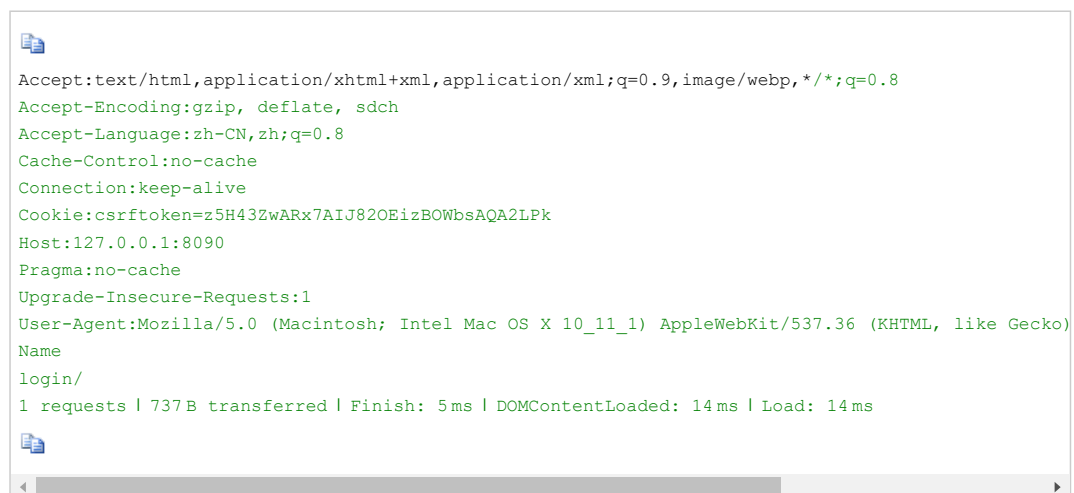 Accept:text/html,application/xhtml+xml,application/xml;q=0.9,image/webp,*/*;q=0.8
Accept-Encoding:gzip, deflate, sdch
Accept-Language:zh-CN,zh;q=0.8
Cache-Control:no-cache
Connection:keep-alive
Cookie:csrftoken=z5H43ZwARx7AIJ82OEizBOWbsAQA2LPk
Host:127.0.0.1:8090
Pragma:no-cache
Upgrade-Insecure-Requests:1
User-Agent:Mozilla/5.0 (Macintosh; Intel Mac OS X 10_11_1) AppleWebKit/537.36 (KHTML, like Gecko)
Name
login/
1 requests ❘ 737 B transferred ❘ Finish: 5 ms ❘ DOMContentLoaded: 14 ms ❘ Load: 14 ms